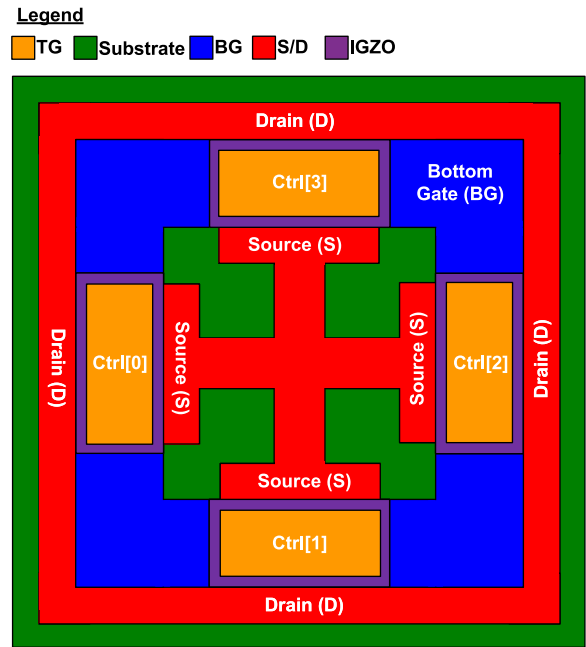 Legend
TG Substrate BG S/D IGZO
Drain (D)
Ctrl[3]
Bottom
Gate (BG)
Source (S)
Drain (D)
Ctrl[0]
Source (S)
Source (S)
Ctrl[2]
Drain (D)
Source (S)
Ctrl[1]
Drain (D)